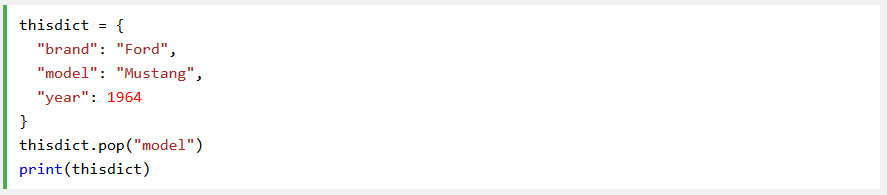 thisdict = {
  "brand": "Ford",
  "model": "Mustang",
  "year": 1964
}
thisdict.pop("model")
print(thisdict)